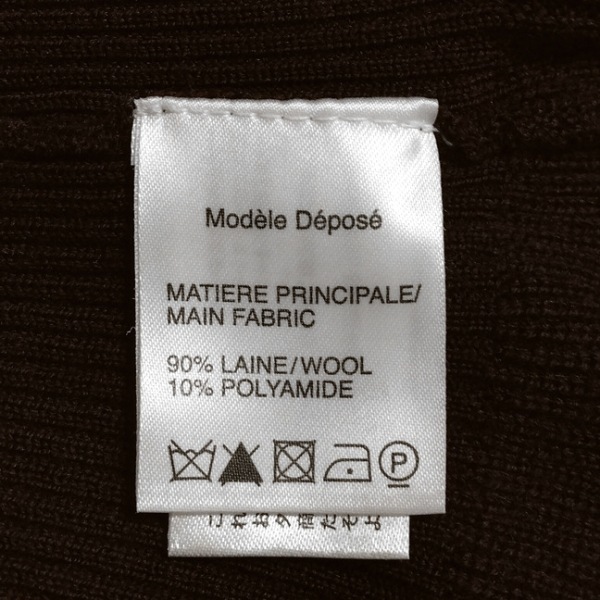 Modèle Déposé
MATIERE PRINCIPALE/
MAIN FABRIC
90% LAINE/WOOL
10% POLYAMIDE
P